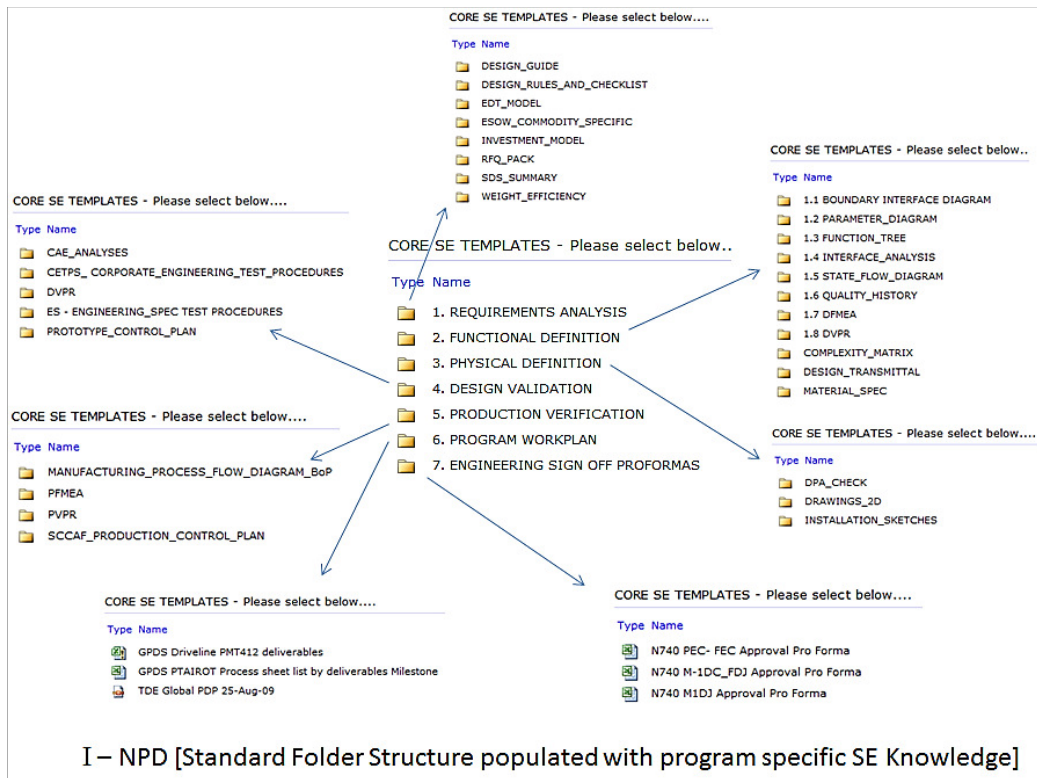 CORE SE TEMPLATES - Please select below....
Type Name
DESIGN_GUIDE
DESIGN_RULES_AND_CHECKLIST
EDT_MODEL
ESOW_COMMODITY_SPECIFIC
INVESTMENT_MODEL
RFQ_PACK
SDS_SUMMARY
WEIGHT_EFFICIENCY
CORE SE TEMPLATES - Please select below..
Type Name
1.1 BOUNDARY INTERFACE DIAGRAM
1.2 PARAMETER_DIAGRAM
1.3 FUNCTION_TREE
1.4 INTERFACE_ANALYSIS
1.5 STATE_FLOW_DIAGRAM
1.6 QUALITY_HISTORY
1.7 DFMEA
1.8 DVPR
COMPLEXITY_MATRIX
DESIGN_TRANSMITTAL
MATERIAL_SPEC
CORE SE TEMPLATES - Please select below....
Type Name
CAE_ANALYSES
CETPS_ CORPORATE_ENGINEERING_TEST_PROCEDURES
DVPR
ES - ENGINEERING_SPEC TEST PROCEDURES
PROTOTYPE_CONTROL_PLAN
CORE SE TEMPLATES - Please select below..
Type Name
1. REQUIREMENTS ANALYSIS
2. FUNCTIONAL DEFINITION
3. PHYSICAL DEFINITION
4. DESIGN VALIDATION
5. PRODUCTION VERIFICATION
6. PROGRAM WORKPLAN
7. ENGINEERING SIGN OFF PROFORMAS
CORE SE TEMPLATES - Please select below....
Type Name
MANUFACTURING_PROCESS_FLOW_DIAGRAM_BoP
PFMEA
PVPR
SCCAF_PRODUCTION_CONTROL_PLAN
CORE SE TEMPLATES - Please select below....
Type Name
DPA_CHECK
DRAWINGS_2D
INSTALLATION_SKETCHES
CORE SE TEMPLATES - Please select below....
Type Name
GPDS Driveline PMT412 deliverables
GPDS PTAIROT Process sheet list by deliverables Milestone
TDE Global PDP 25-Aug-09
CORE SE TEMPLATES - Please select below....
Type Name
N740 PEC- FEC Approval Pro Forma
N740 M-1DC_FDJ Approval Pro Forma
N740 M1DJ Approval Pro Forma
I – NPD [Standard Folder Structure populated with program specific SE Knowledge]